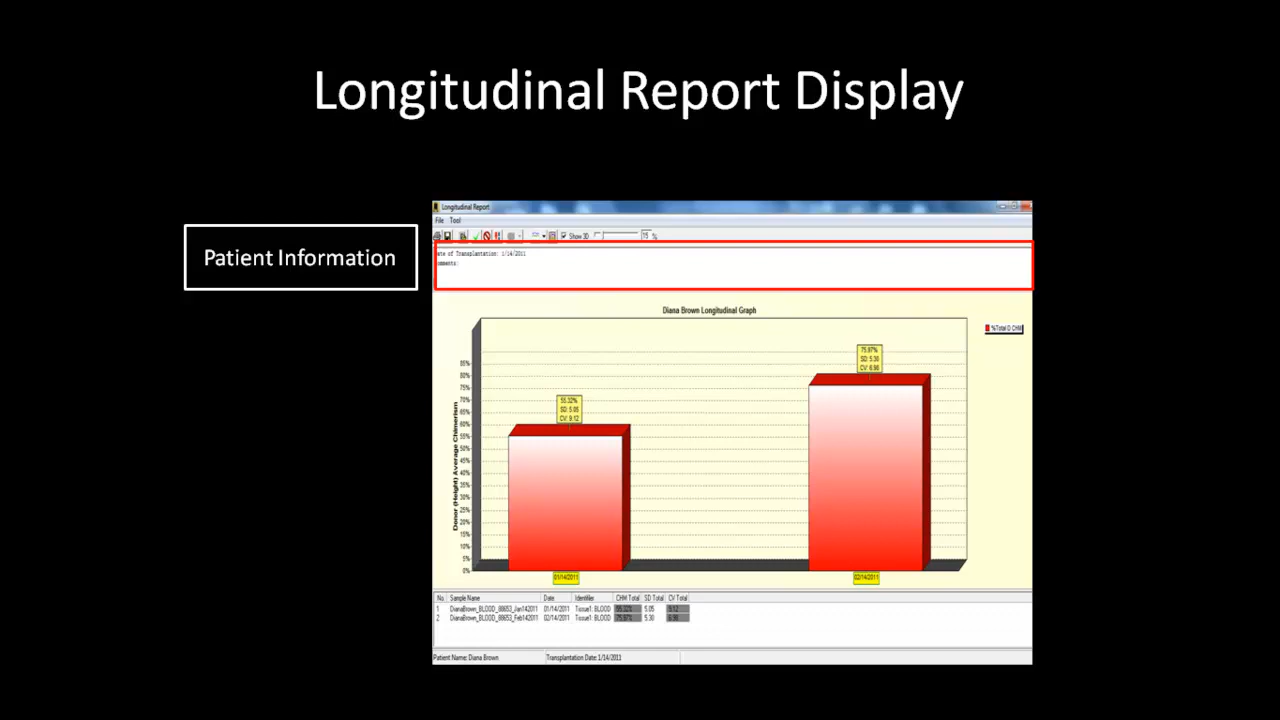 Longitudinal Report Display
Patient Information
Longitudinal Report
File Tool
Show 3D 15 %
ate of Transplantation: 1/14/2011
omments:
Diana Brown Longitudinal Graph
%Total D CHM
75.97%
SD: 5.30
CV: 6.98
55.32%
SD: 5.05
CV: 9.12
Donor (Height) Average Chimerism
85%
80%
75%
70%
65%
60%
55%
50%
45%
40%
35%
30%
25%
20%
15%
10%
5%
0%
01/14/2011 02/14/2011
No. Sample Name Date Identifier CHM Total SD Total CV Total
1 DianaBrown_BLOOD_88653_Jan142011 01/14/2011 Tissue1: BLOOD 55.32% 5.05 9.12
2 DianaBrown_BLOOD_88653_Feb142011 02/14/2011 Tissue1: BLOOD 75.97% 5.30 6.98
Patient Name: Diana Brown Transplantation Date: 1/14/2011